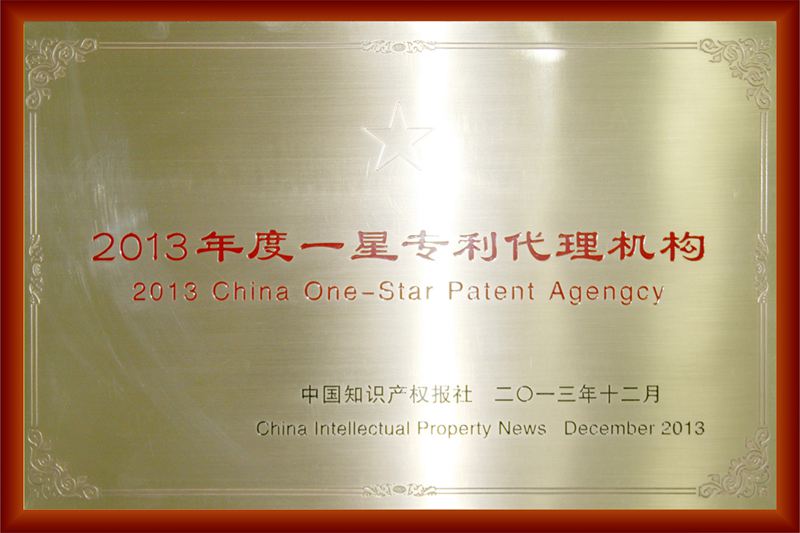 2013年度一星专利代理机构
2013 China One-Star Patent Agengcy
中国知识产权报社 二〇一三年十二月
China Intellectual Property News December 2013